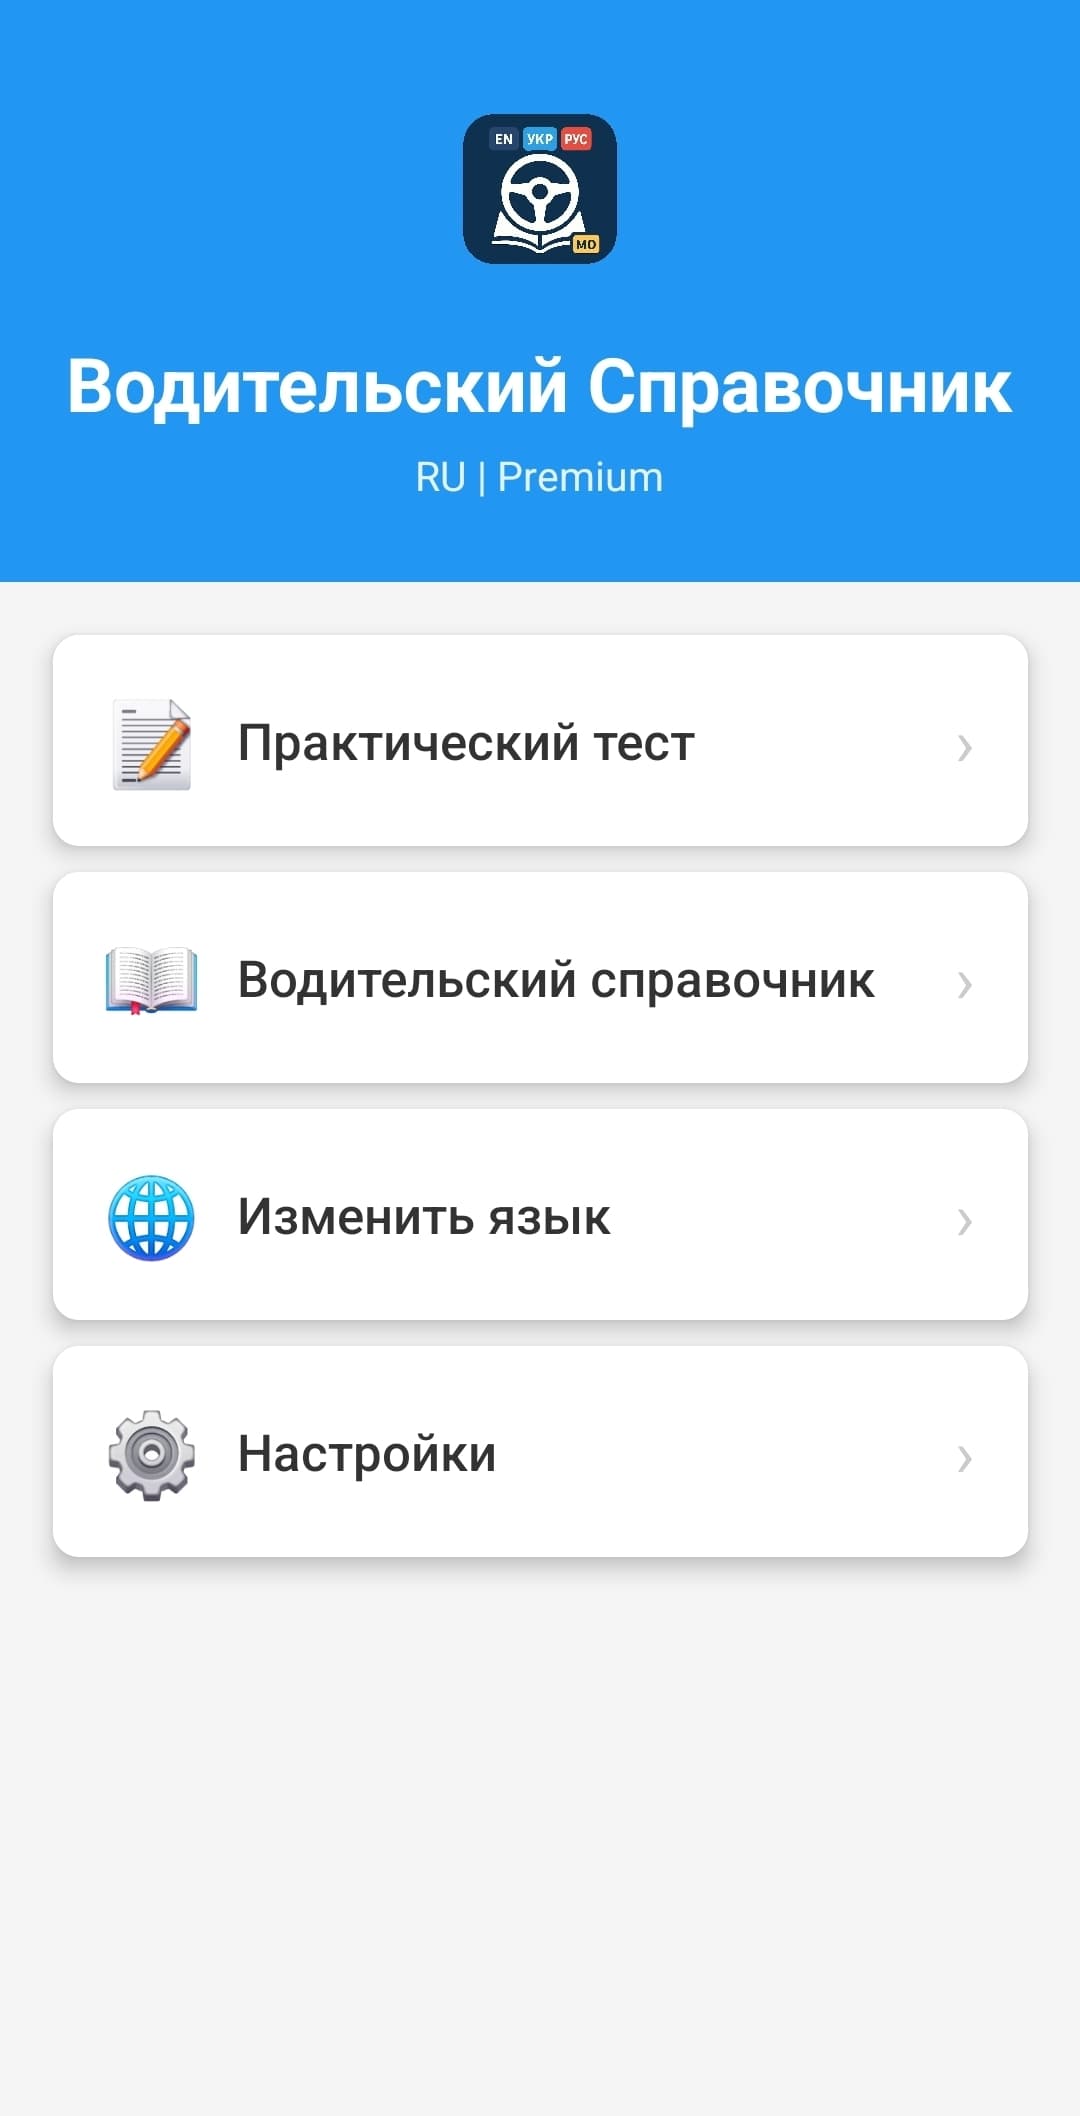 EN УКР РУС
MD
Водительский Справочник
RU | Premium
Практический тест
Водительский справочник
Изменить язык
Настройки